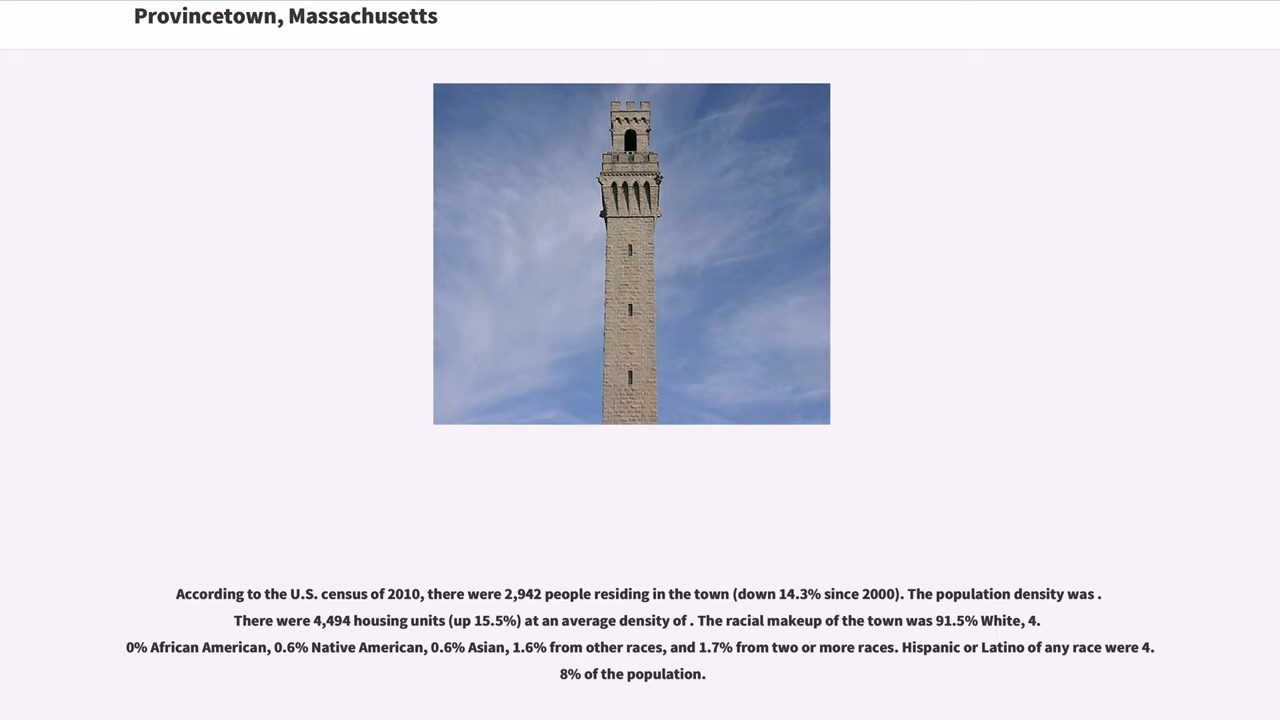 Provincetown, Massachusetts
According to the U.S. census of 2010, there were 2,942 people residing in the town (down 14.3% since 2000). The population density was .
There were 4,494 housing units (up 15.5%) at an average density of . The racial makeup of the town was 91.5% White, 4.
0% African American, 0.6% Native American, 0.6% Asian, 1.6% from other races, and 1.7% from two or more races. Hispanic or Latino of any race were 4.
8% of the population.